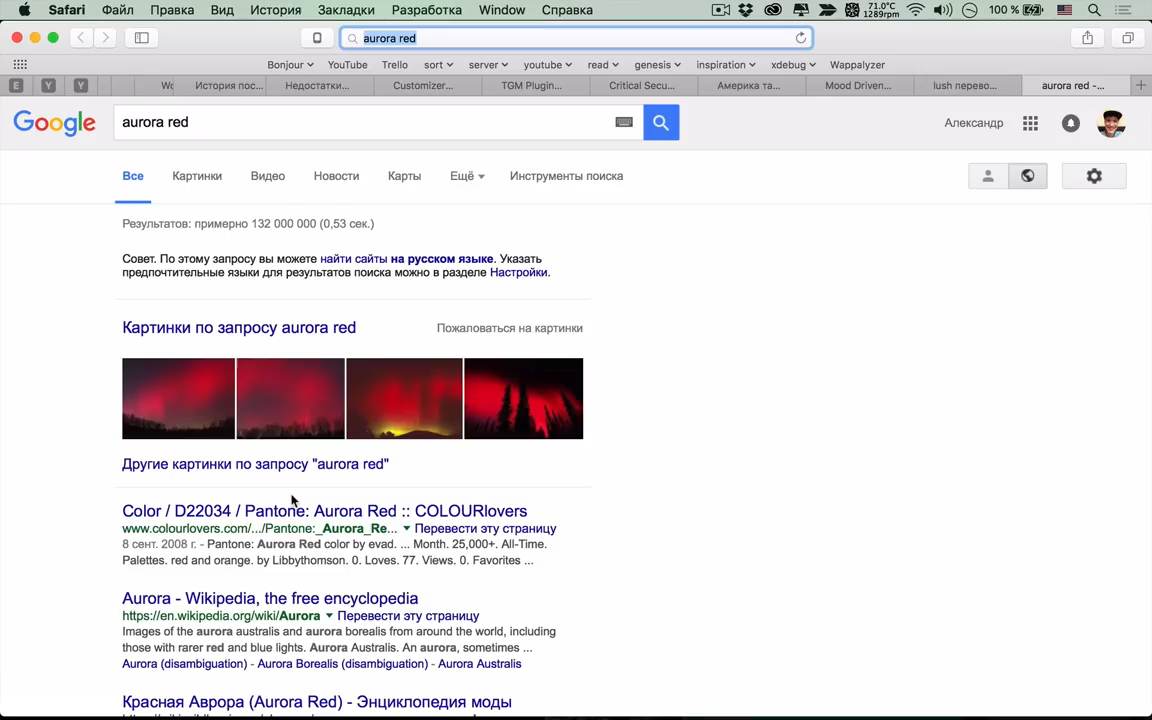 Safari Файл Правка Вид История Закладки Разработка Window Справка 71.0°C 1289rpm 100 %
aurora red
Bonjour YouTube Trello sort server youtube read genesis inspiration xdebug Wappalyzer
E Y Y Wo История пос... Недостатки... Customizer... TGM Plugin... Critical Secu... Америка та... Mood Driven... lush перево... aurora red -...
Google aurora red Александр
Все Картинки Видео Новости Карты Ещё Инструменты поиска
Результатов: примерно 132 000 000 (0,53 сек.)
Совет. По этому запросу вы можете найти сайты на русском языке. Указать
предпочтительные языки для результатов поиска можно в разделе Настройки.
Картинки по запросу aurora red Пожаловаться на картинки
Другие картинки по запросу "aurora red"
Color / D22034 / Pantone: Aurora Red :: COLOURlovers
www.colourlovers.com/.../Pantone:_Aurora_Re... Перевести эту страницу
8 сент. 2008 г. - Pantone: Aurora Red color by evad. ... Month. 25,000+. All-Time.
Palettes. red and orange. by Libbythomson. 0. Loves. 77. Views. 0. Favorites ...
Aurora - Wikipedia, the free encyclopedia
https://en.wikipedia.org/wiki/Aurora Перевести эту страницу
Images of the aurora australis and aurora borealis from around the world, including
those with rarer red and blue lights. Aurora Australis. An aurora, sometimes ...
Aurora (disambiguation) - Aurora Borealis (disambiguation) - Aurora Australis
Красная Аврора (Aurora Red) - Энциклопедия моды